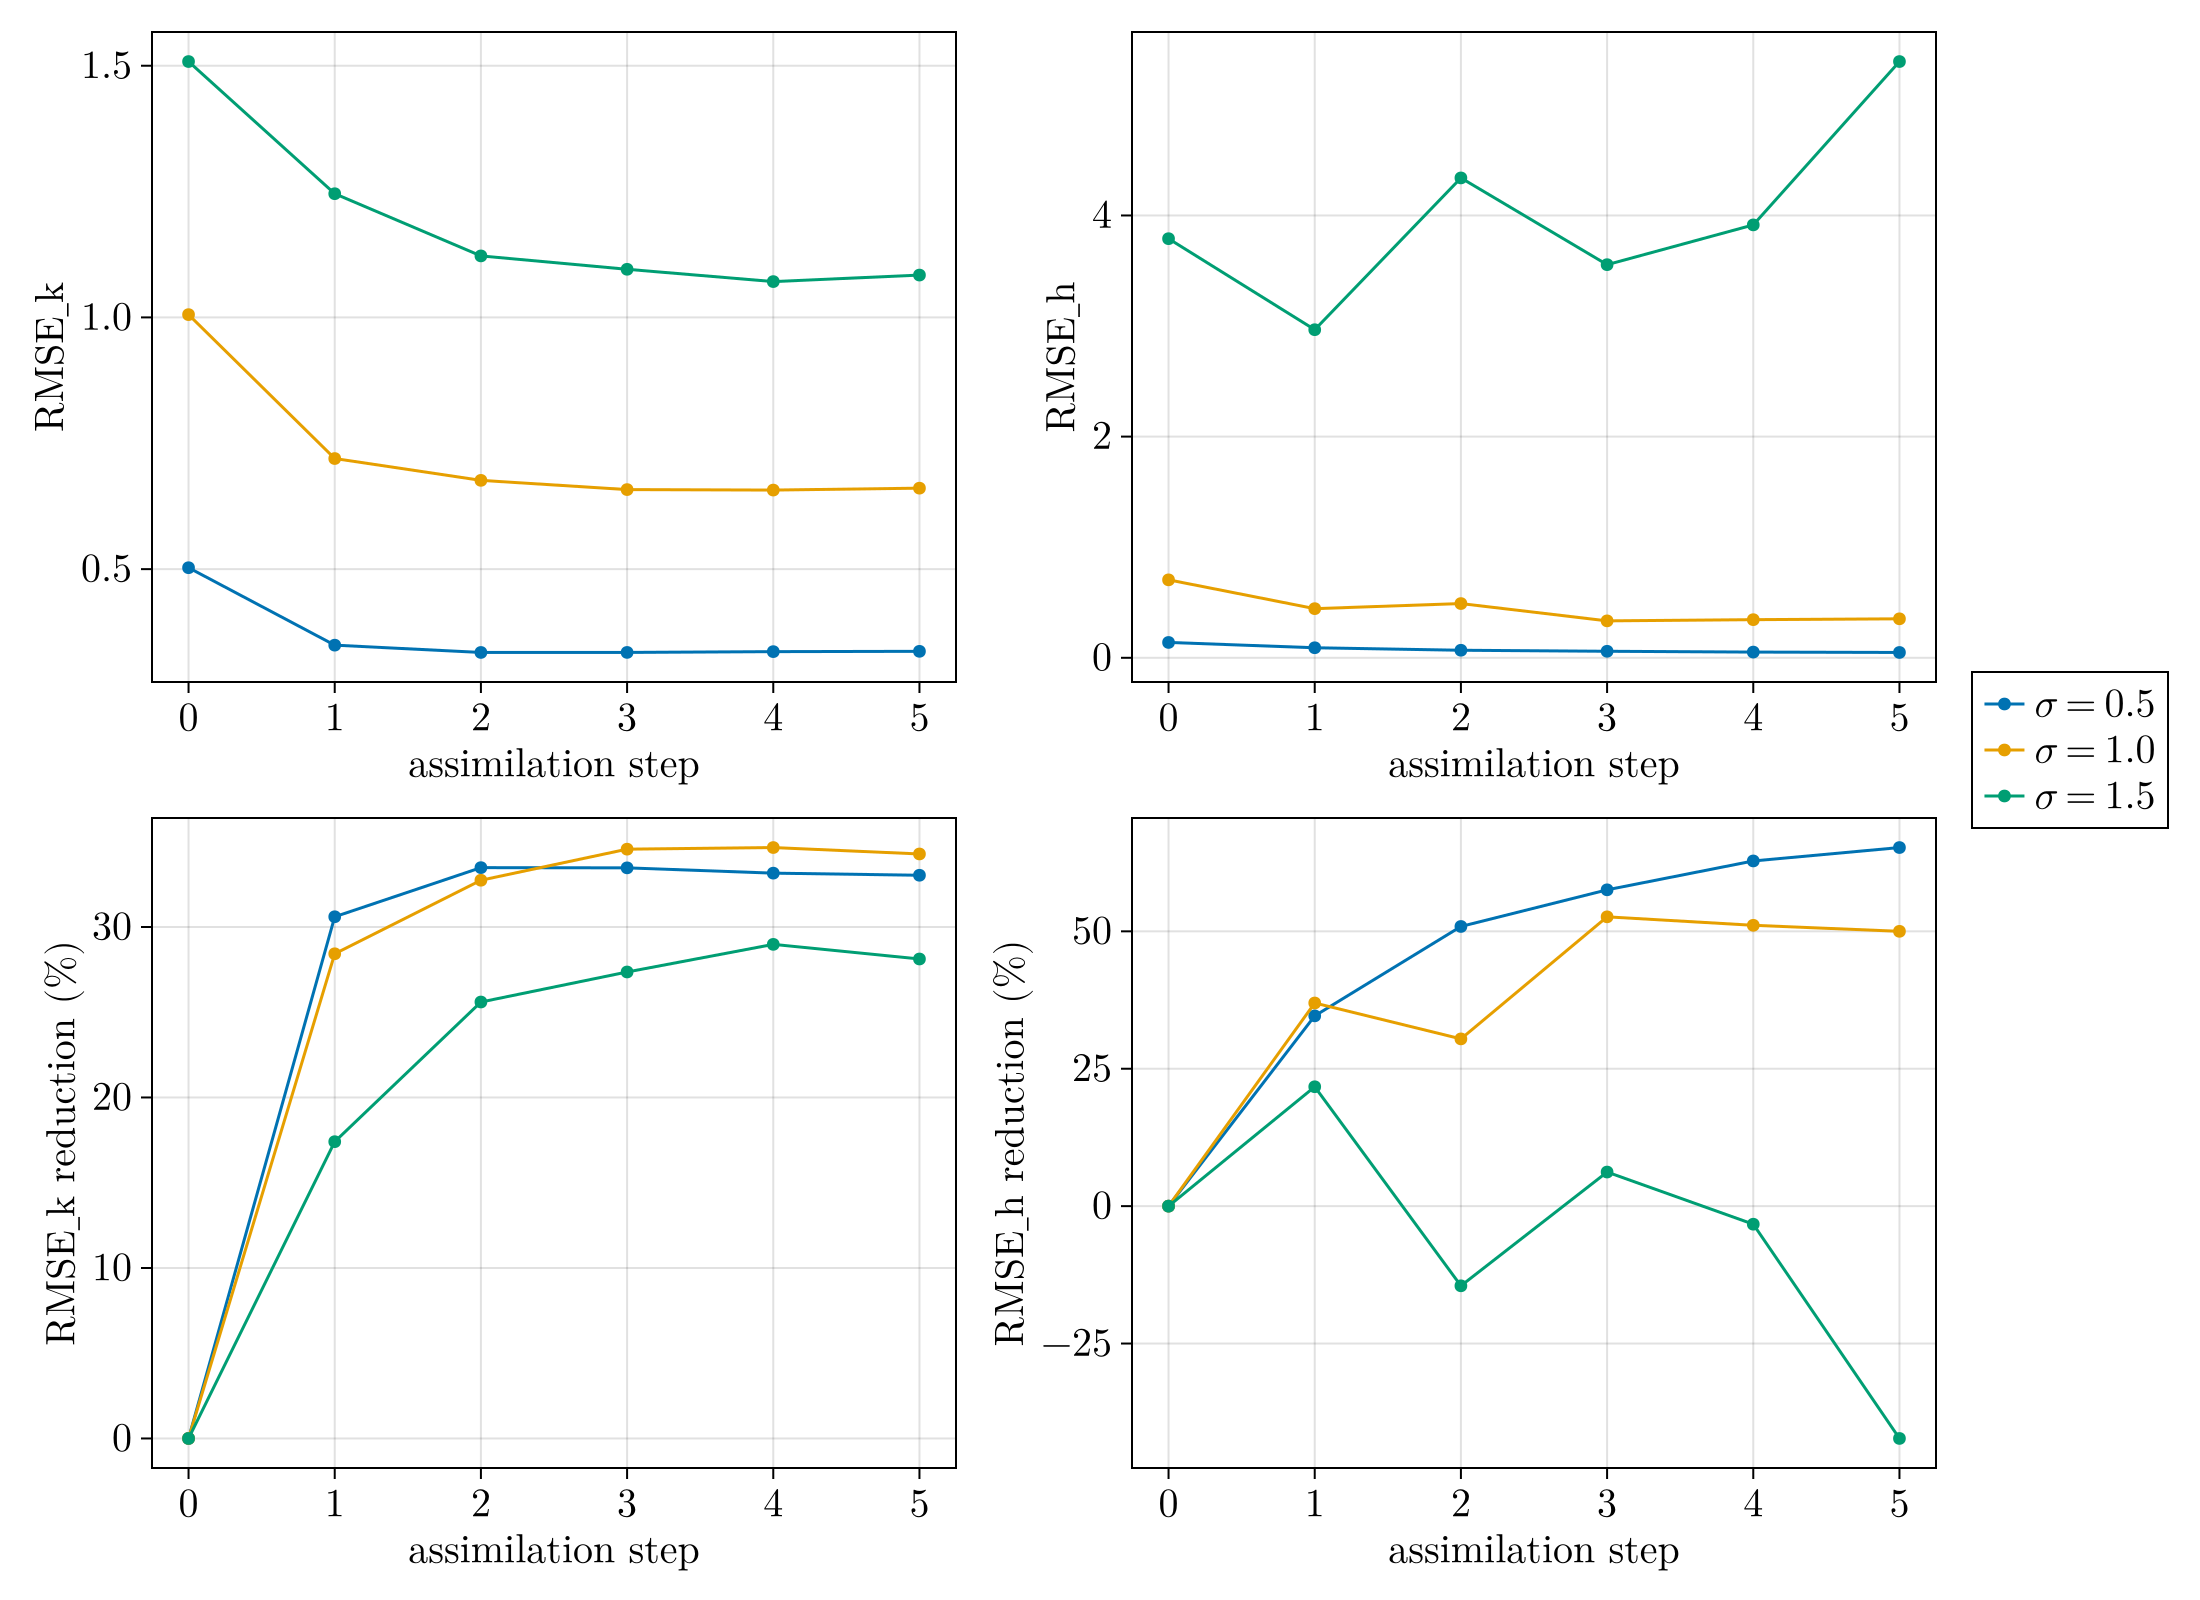 RMSE_k
1.5
1.0
0.5
0 1 2 3 4 5
assimilation step
RMSE_h
4
2
0
0 1 2 3 4 5
assimilation step
σ = 0.5
σ = 1.0
σ = 1.5
RMSE_k reduction (%)
30
20
10
0
0 1 2 3 4 5
assimilation step
RMSE_h reduction (%)
50
25
0
−25
0 1 2 3 4 5
assimilation step